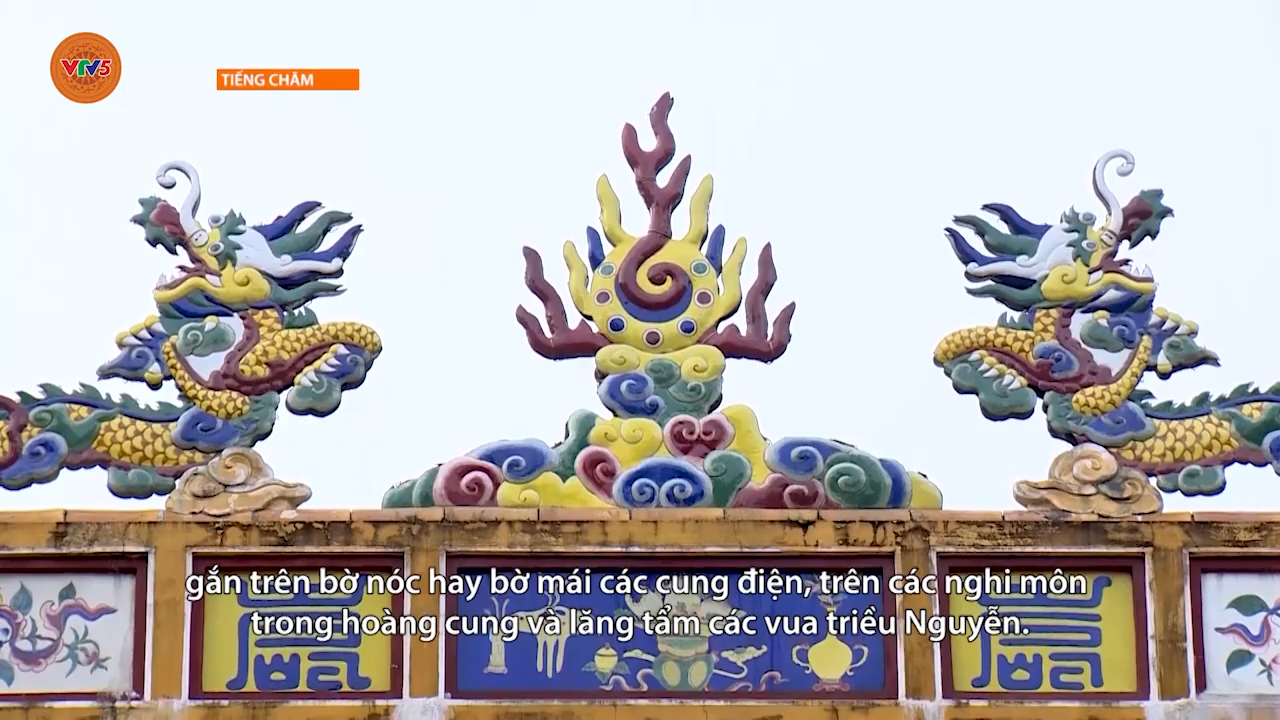 VTV5
TIẾNG CHĂM
gắn trên bờ nóc hay bờ mái các cung điện, trên các nghi môn
trong hoàng cung và lăng tẩm các vua triều Nguyễn.